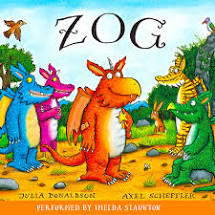 ZOG
JULIA DONALDSON AXEL SCHEFFLER
PERFORMED BY IMELDA STAUNTON